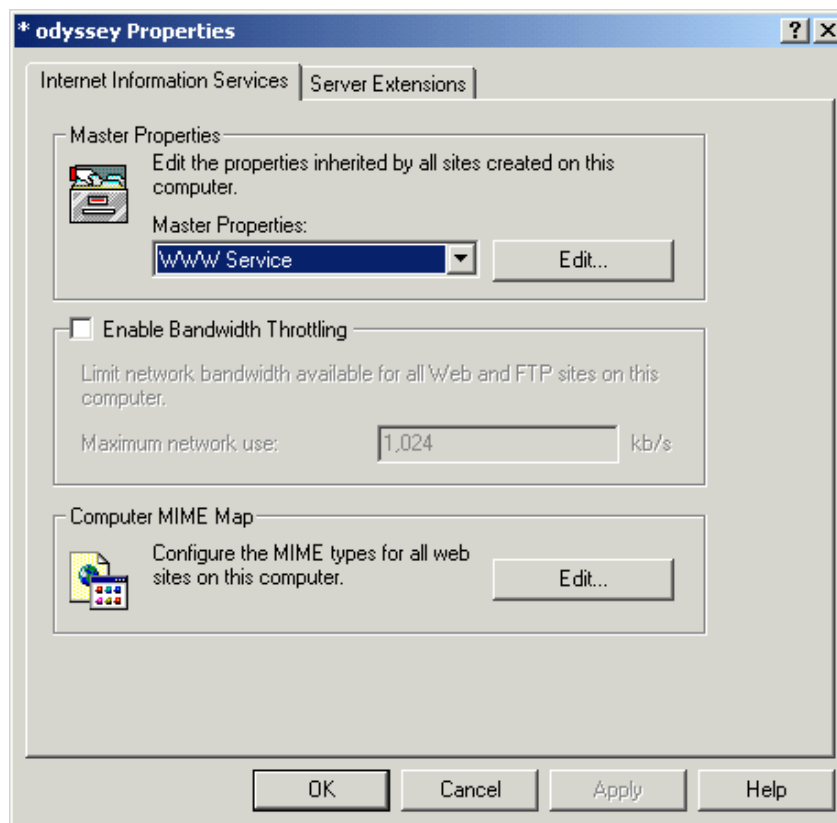 * odyssey Properties
Internet Information Services
Server Extensions
Master Properties
Edit the properties inherited by all sites created on this
computer.
Master Properties:
WWW Service
Edit...
Enable Bandwidth Throttling
Limit network bandwidth available for all Web and FTP sites on this
computer.
Maximum network use:
1,024
kb/s
Computer MIME Map
Configure the MIME types for all web
sites on this computer.
Edit...
OK
Cancel
Apply
Help